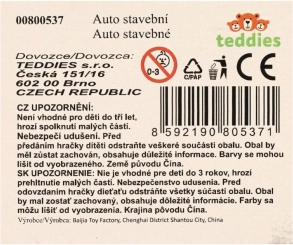 00800537
Auto stavební
Auto stavebné
teddies
Dovozce/Dovozca:
TEDDIES s.r.o.
Česká 151/16
602 00 Brno
CZECH REPUBLIC
0-3
C/PAP
CE
8 592190 805371
CZ UPOZORNĚNÍ:
Není vhodné pro děti do tří let,
hrozí spolknutí malých částí.
Nebezpečí udušení. Před
předáním hračky dítěti odstraňte veškeré součásti obalu. Obal by
měl zůstat zachován, obsahuje důležité informace. Barvy se mohou
lišit od vyobrazeného. Země původu Čína.
SK UPOZORNENIE: Nie je vhodné pre deti do 3 rokov, hrozí
prehltnutie malých častí. Nebezpečenstvo udusenia. Pred
odovzdaním hračky dieťaťu odstráňte všetky súčasti obalu. Obal
by mal zostať zachovaný, obsahuje dôležité informácie. Farby sa
môžu líšiť od vyobrazených. Krajina pôvodu Čína.
Výrobce/Výrobca: Baijia Toy Factory, Chenghai District Shantou City, China